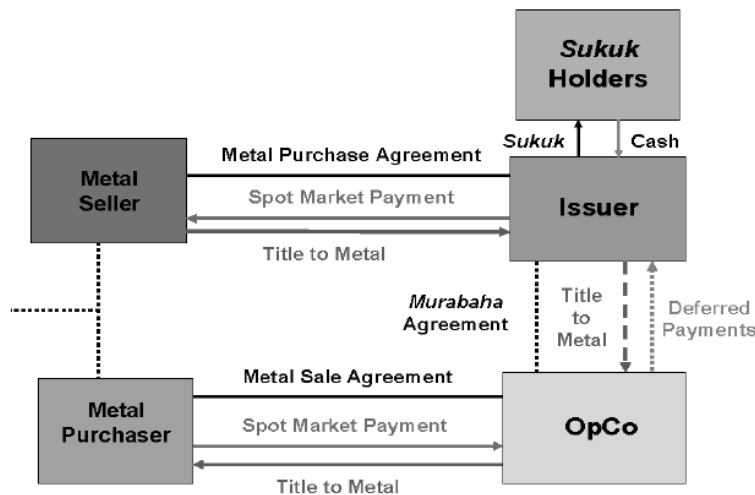 Sukuk
Holders
Sukuk
Cash
Metal Purchase Agreement
Metal
Seller
Spot Market Payment
Issuer
Title to Metal
Murabaha
Agreement
Title
to
Metal
Deferred
Payments
Metal Sale Agreement
Metal
Purchaser
Spot Market Payment
OpCo
Title to Metal